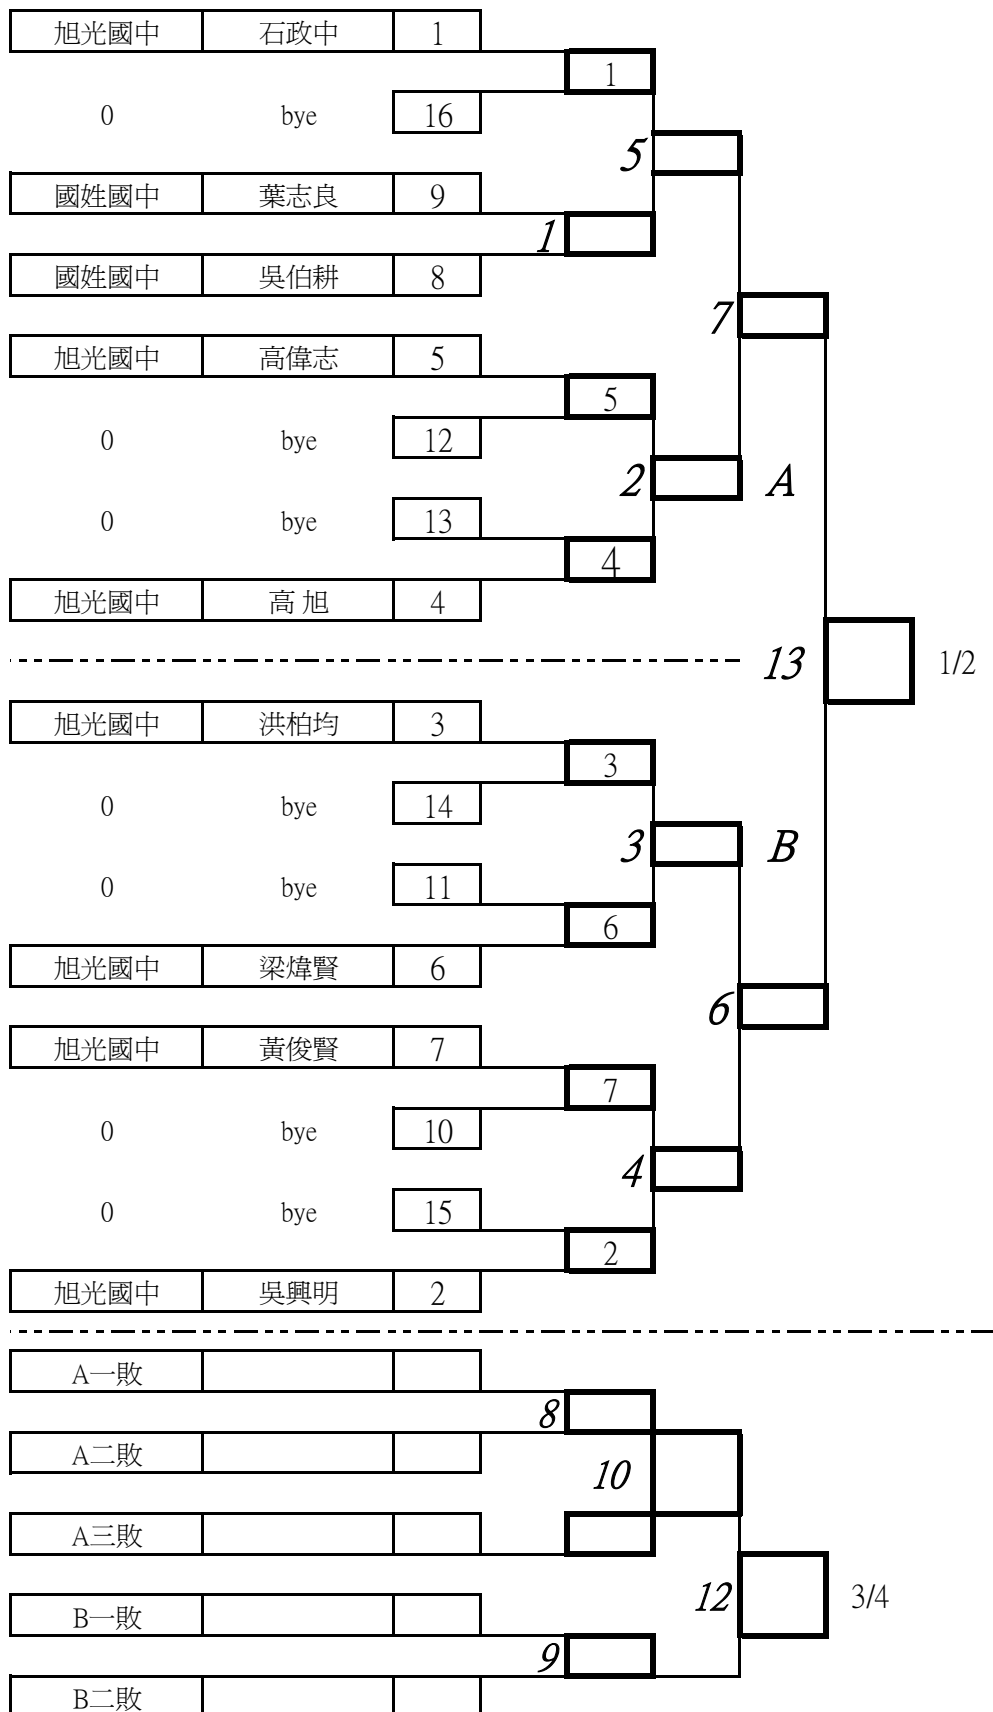 旭光國中 石政中 1
1
0 bye 16
5
國姓國中 葉志良 9
1
國姓國中 吳伯耕 8
7
旭光國中 高偉志 5
5
0 bye 12
2 A
0 bye 13
4
旭光國中 高 旭 4
13 1/2
旭光國中 洪柏均 3
3
0 bye 14
3 B
0 bye 11
6
旭光國中 梁煒賢 6
6
旭光國中 黃俊賢 7
7
0 bye 10
4
0 bye 15
2
旭光國中 吳興明 2
A一敗
8
A二敗
10
A三敗
12 3/4
B一敗
9
B二敗